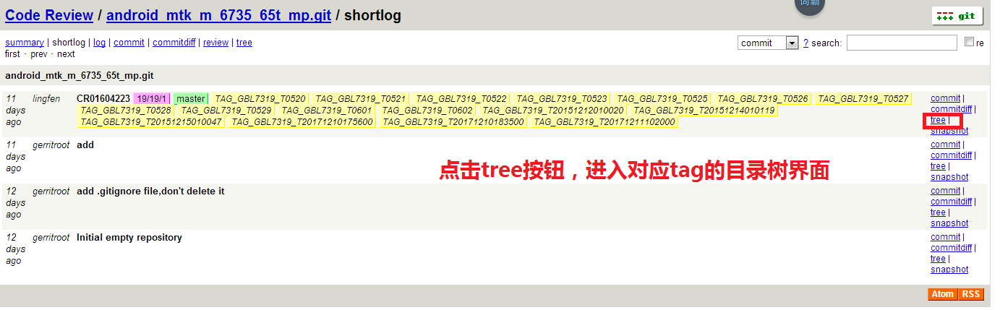 词霸
Code Review / android_mtk_m_6735_65t_mp.git / shortlog
git
summary | shortlog | log | commit | commitdiff | review | tree
commit ? search: re
first · prev · next
android_mtk_m_6735_65t_mp.git
11 days ago lingfen CR01604223 19/19/1 master TAG_GBL7319_T0520 TAG_GBL7319_T0521 TAG_GBL7319_T0522 TAG_GBL7319_T0523 TAG_GBL7319_T0525 TAG_GBL7319_T0526 TAG_GBL7319_T0527
TAG_GBL7319_T0528 TAG_GBL7319_T0529 TAG_GBL7319_T0601 TAG_GBL7319_T0602 TAG_GBL7319_T20151212010020 TAG_GBL7319_T20151214010119
TAG_GBL7319_T20151215010047 TAG_GBL7319_T20171210175600 TAG_GBL7319_T20171210183500 TAG_GBL7319_T20171211102000
commit |
commitdiff |
tree |
snapshot
11 days ago gerritroot add
commit |
commitdiff |
tree |
snapshot
点击tree按钮，进入对应tag的目录树界面
12 days ago gerritroot add .gitignore file,don't delete it
commit |
commitdiff |
tree |
snapshot
12 days ago gerritroot Initial empty repository
commit |
commitdiff |
tree |
snapshot
Atom RSS